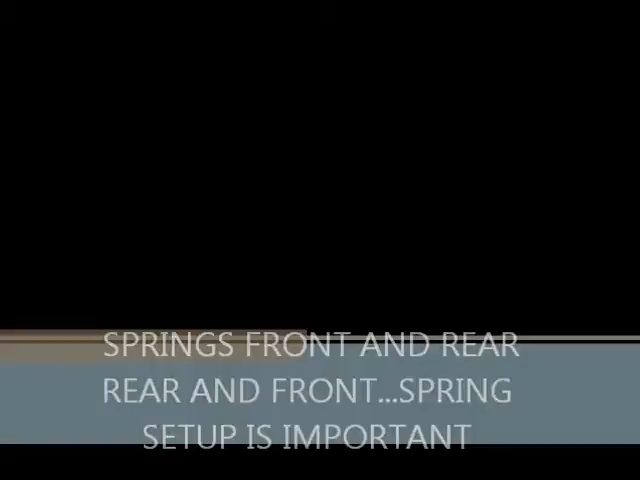 SPRINGS FRONT AND REAR
REAR AND FRONT...SPRING
SETUP IS IMPORTANT